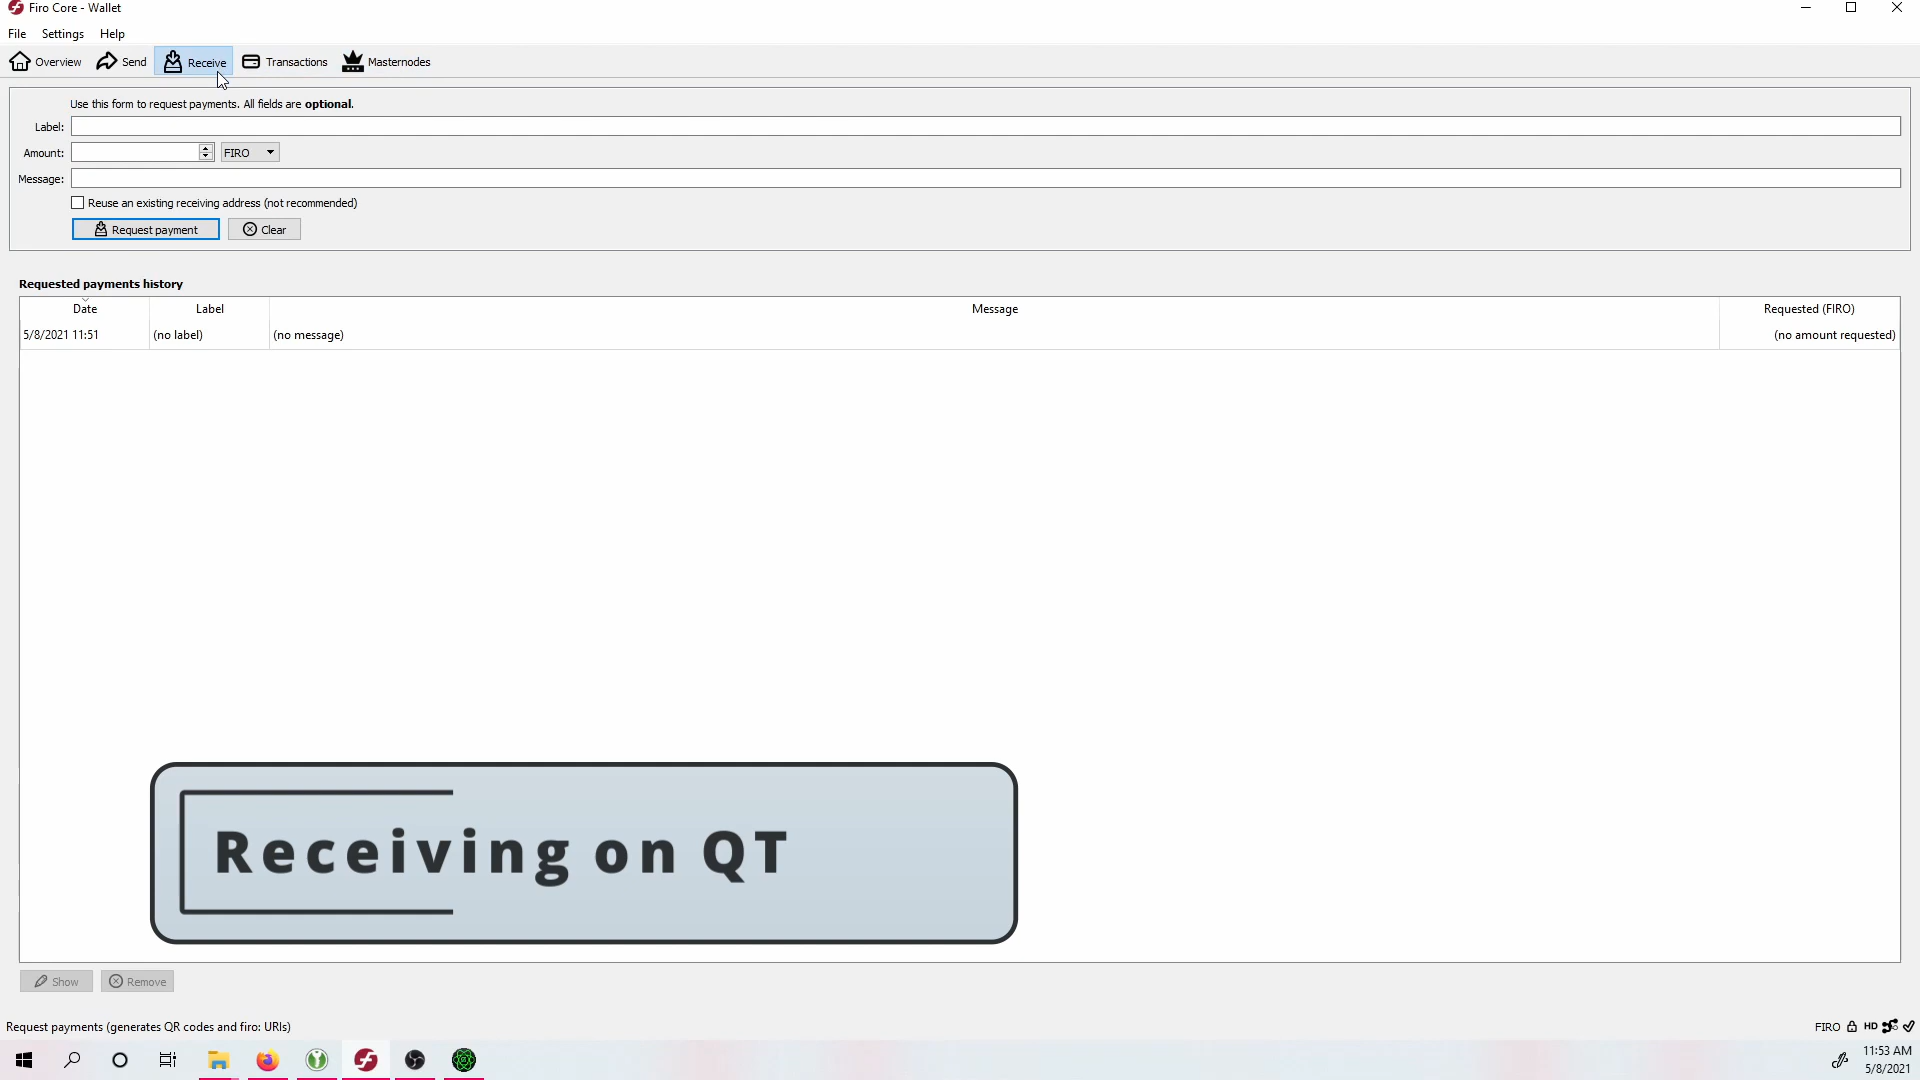 Firo Core - Wallet
File Settings Help
Overview Send Receive Transactions Masternodes
Use this form to request payments. All fields are optional.
Label:
Amount: FIRO
Message:
Reuse an existing receiving address (not recommended)
Request payment Clear
Requested payments history
Date Label Message Requested (FIRO)
5/8/2021 11:51 (no label) (no message) (no amount requested)
Receiving on QT
Show Remove
Request payments (generates QR codes and firo: URIs) FIRO HD
11:53 AM
5/8/2021